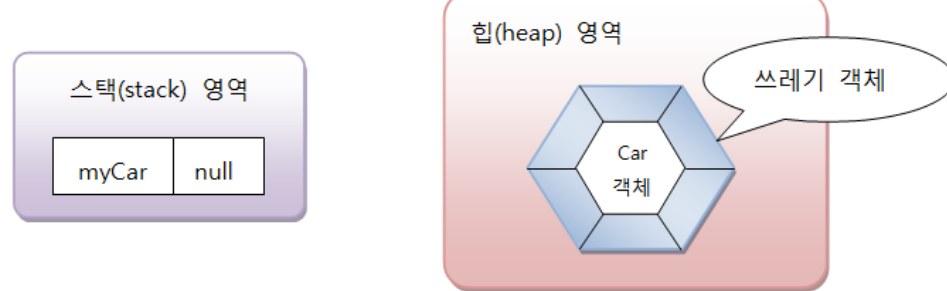 스택(stack) 영역
myCar
null
힙(heap) 영역
쓰레기 객체
Car
객체